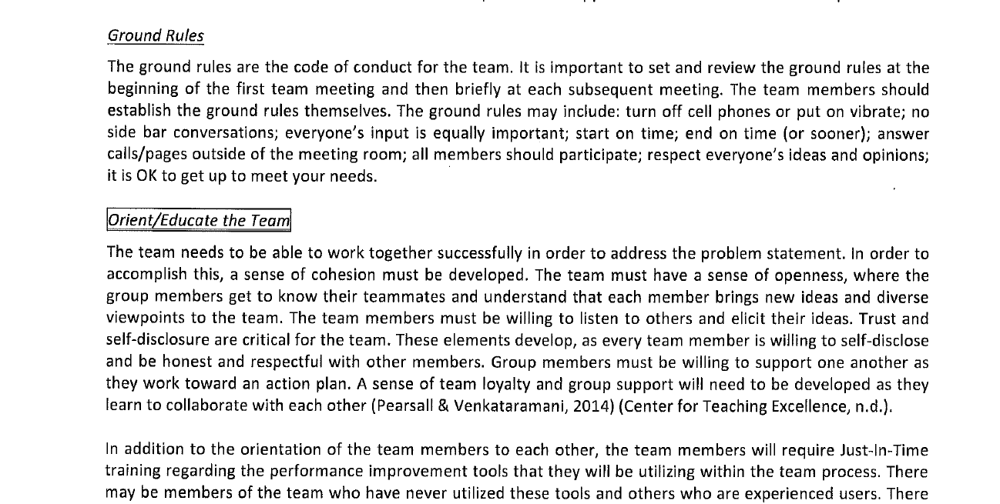 Ground Rules
The ground rules are the code of conduct for the team. It is important to set and review the ground rules at the
beginning of the first team meeting and then briefly at each subsequent meeting. The team members should
establish the ground rules themselves. The ground rules may include: turn off cell phones or put on vibrate; no
side bar conversations; everyone's input is equally important; start on time; end on time (or sooner); answer
calls/pages outside of the meeting room; all members should participate; respect everyone's ideas and opinions;
it is OK to get up to meet your needs.
Orient/Educate the Team
The team needs to be able to work together successfully in order to address the problem statement. In order to
accomplish this, a sense of cohesion must be developed. The team must have a sense of openness, where the
group members get to know their teammates and understand that each member brings new ideas and diverse
viewpoints to the team. The team members must be willing to listen to others and elicit their ideas. Trust and
self-disclosure are critical for the team. These elements develop, as every team member is willing to self-disclose
and be honest and respectful with other members. Group members must be willing to support one another as
they work toward an action plan. A sense of team loyalty and group support will need to be developed as they
learn to collaborate with each other (Pearsall & Venkataramani, 2014) (Center for Teaching Excellence, n.d.).
In addition to the orientation of the team members to each other, the team members will require Just-In-Time
training regarding the performance improvement tools that they will be utilizing within the team process. There
may be members of the team who have never utilized these tools and others who are experienced users. There